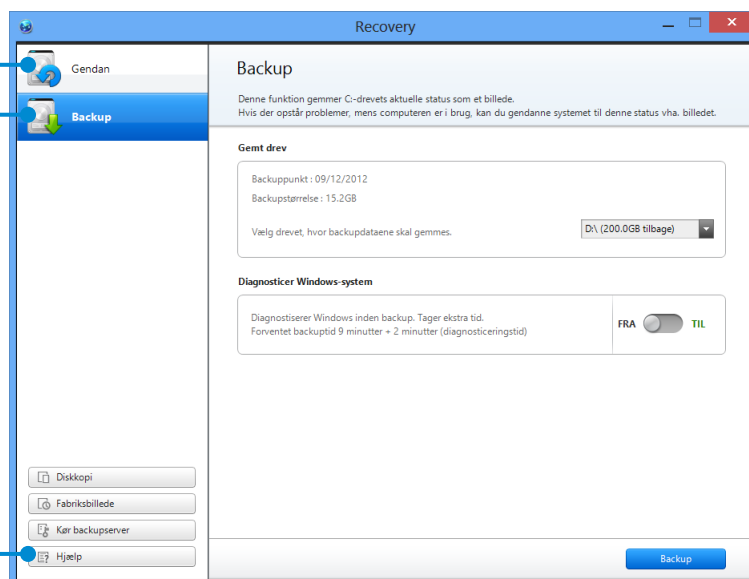 Recovery
Gendan
Backup
Backup
Denne funktion gemmer C:-drevets aktuelle status som et billede.
Hvis der opstår problemer, mens computeren er i brug, kan du gendanne systemet til denne status vha. billedet.
Gemt drev
Backuppunkt : 09/12/2012
Backupstørrelse : 15.2GB
Vælg drevet, hvor backupdataene skal gemmes.
D:\ (200.0GB tilbage)
Diagnosticer Windows-system
Diagnostiserer Windows inden backup. Tager ekstra tid.
Forventet backuptid 9 minutter + 2 minutter (diagnosticeringstid)
FRA
TIL
Diskkopi
Fabriksbillede
Kør backupserver
Hjælp
Backup